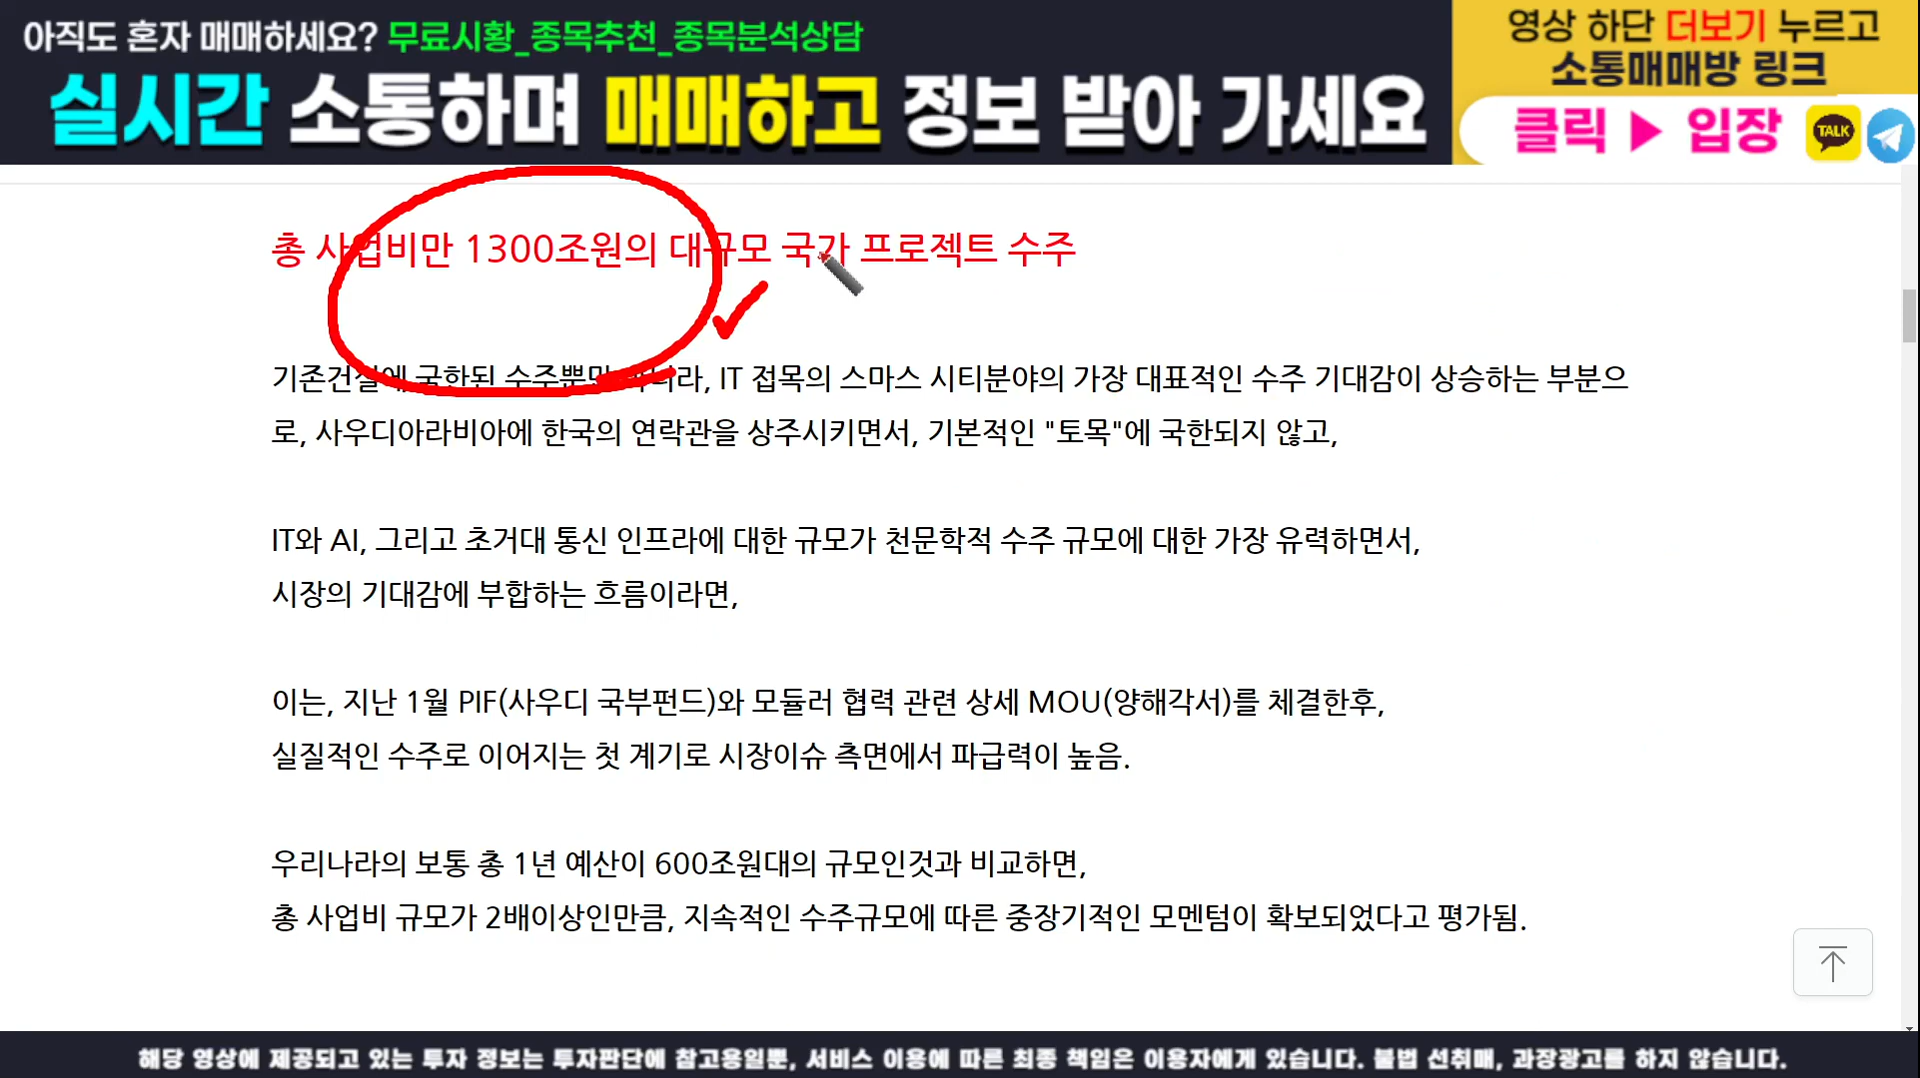 아직도 혼자 매매하세요? 무료시황_종목추천_종목분석상담
실시간 소통하며 매매하고 정보 받아 가세요
영상 하단 더보기 누르고
소통매매방 링크
클릭 ▶ 입장
TALK
총 사업비만 1300조원의 대규모 국가 프로젝트 수주
기존건설에 국한된 수주뿐만 아니라, IT 접목의 스마스 시티분야의 가장 대표적인 수주 기대감이 상승하는 부분으
로, 사우디아라비아에 한국의 연락관을 상주시키면서, 기본적인 "토목"에 국한되지 않고,
IT와 AI, 그리고 초거대 통신 인프라에 대한 규모가 천문학적 수주 규모에 대한 가장 유력하면서,
시장의 기대감에 부합하는 흐름이라면,
이는, 지난 1월 PIF(사우디 국부펀드)와 모듈러 협력 관련 상세 MOU(양해각서)를 체결한후,
실질적인 수주로 이어지는 첫 계기로 시장이슈 측면에서 파급력이 높음.
우리나라의 보통 총 1년 예산이 600조원대의 규모인것과 비교하면,
총 사업비 규모가 2배이상인만큼, 지속적인 수주규모에 따른 중장기적인 모멘텀이 확보되었다고 평가됨.
해당 영상에 제공되고 있는 투자 정보는 투자판단에 참고용일뿐, 서비스 이용에 따른 최종 책임은 이용자에게 있습니다. 불법 선취매, 과장광고를 하지 않습니다.